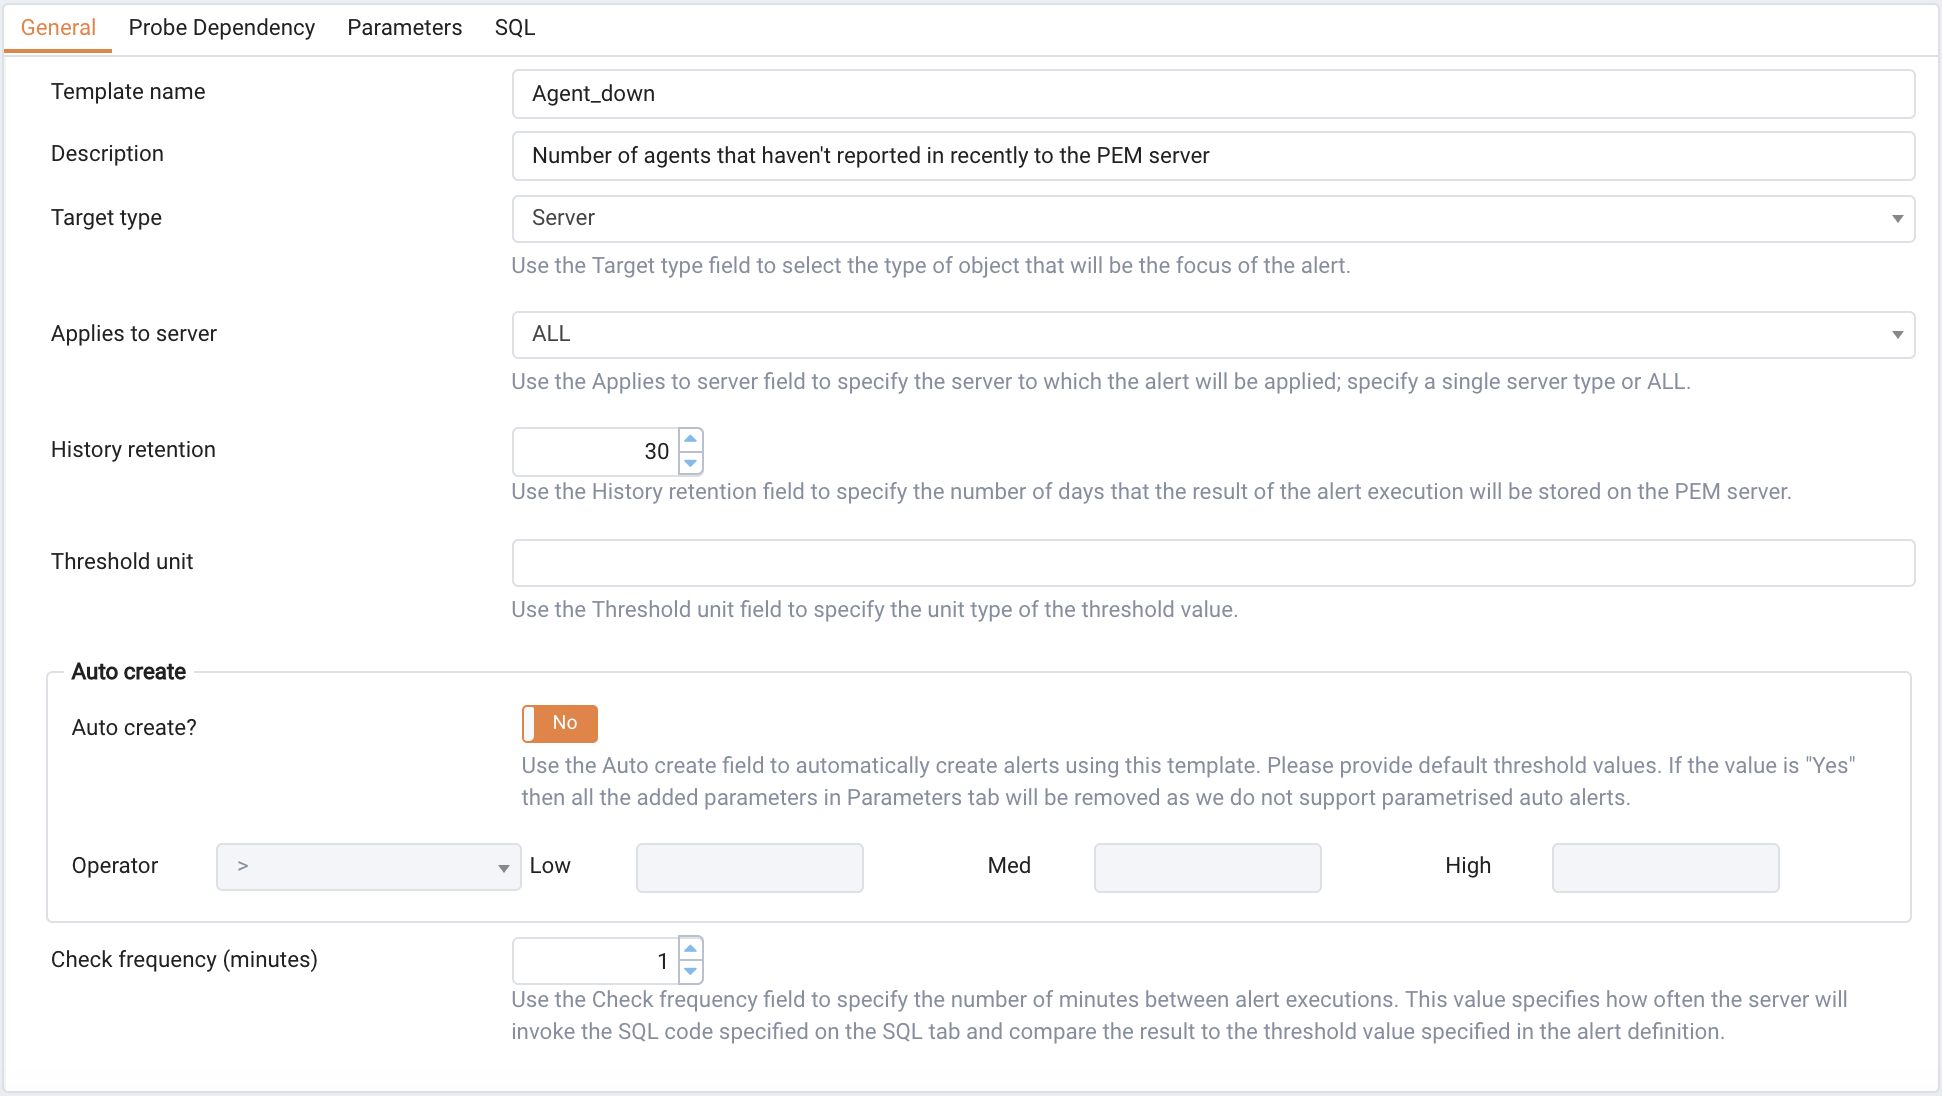 General Probe Dependency Parameters SQL
Template name Agent_down
Description Number of agents that haven't reported in recently to the PEM server
Target type Server
Use the Target type field to select the type of object that will be the focus of the alert.
Applies to server ALL
Use the Applies to server field to specify the server to which the alert will be applied; specify a single server type or ALL.
History retention 30
Use the History retention field to specify the number of days that the result of the alert execution will be stored on the PEM server.
Threshold unit
Use the Threshold unit field to specify the unit type of the threshold value.
Auto create
Auto create? No
Use the Auto create field to automatically create alerts using this template. Please provide default threshold values. If the value is "Yes"
then all the added parameters in Parameters tab will be removed as we do not support parametrised auto alerts.
Operator > Low Med High
Check frequency (minutes) 1
Use the Check frequency field to specify the number of minutes between alert executions. This value specifies how often the server will
invoke the SQL code specified on the SQL tab and compare the result to the threshold value specified in the alert definition.